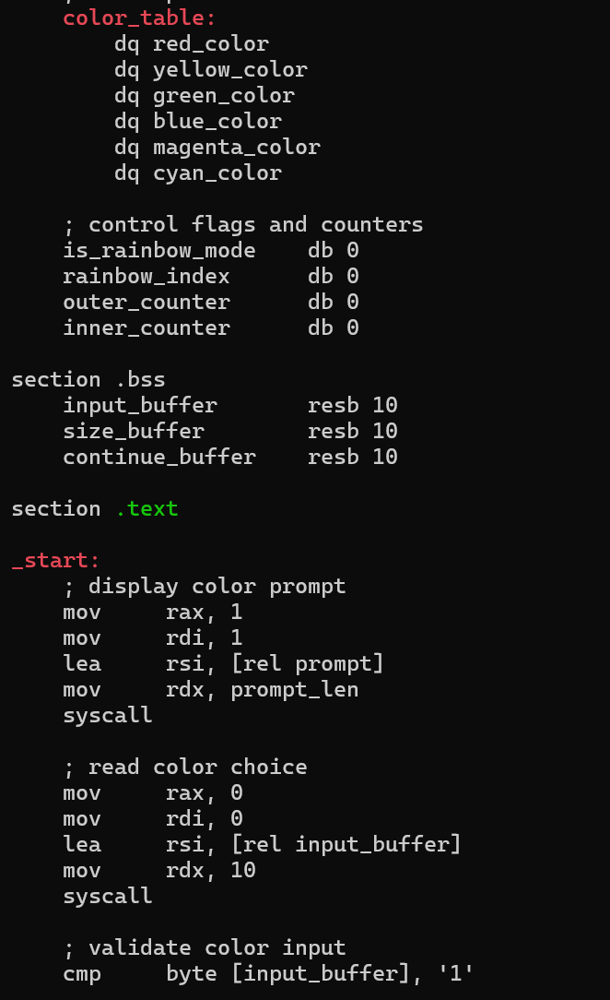 color_table:
dq red_color
dq yellow_color
dq green_color
dq blue_color
dq magenta_color
dq cyan_color
; control flags and counters
is_rainbow_mode    db 0
rainbow_index      db 0
outer_counter      db 0
inner_counter      db 0
section .bss
input_buffer       resb 10
size_buffer        resb 10
continue_buffer    resb 10
section .text
_start:
; display color prompt
mov     rax, 1
mov     rdi, 1
lea     rsi, [rel prompt]
mov     rdx, prompt_len
syscall
; read color choice
mov     rax, 0
mov     rdi, 0
lea     rsi, [rel input_buffer]
mov     rdx, 10
syscall
; validate color input
cmp     byte [input_buffer], '1'